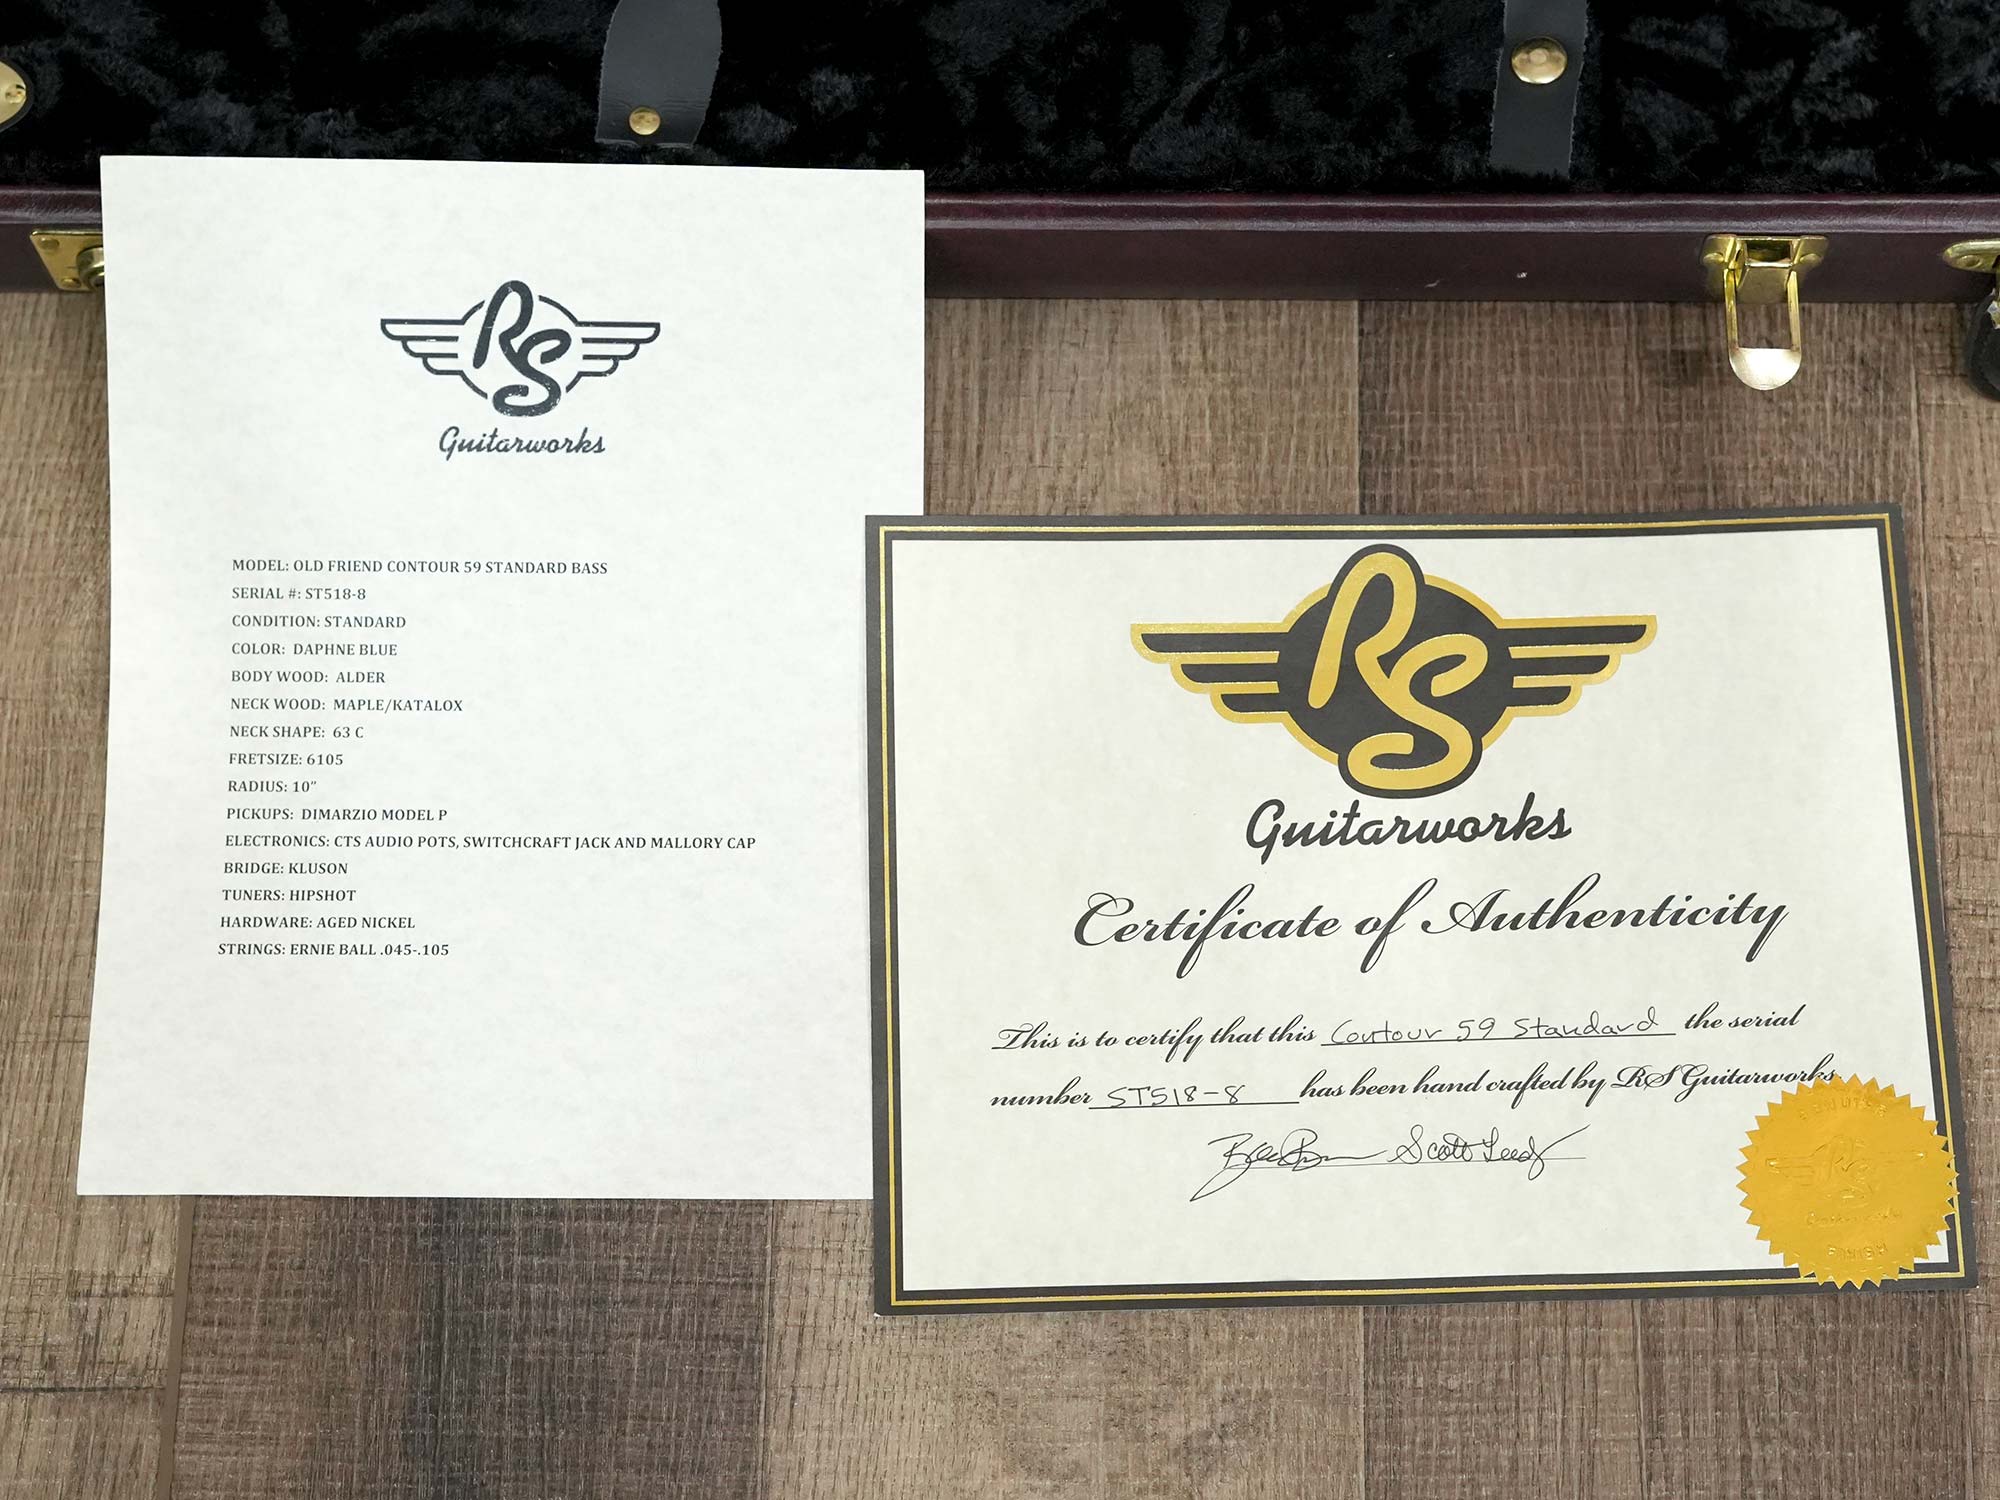 RS
Guitarworks
MODEL: OLD FRIEND CONTOUR 59 STANDARD BASS
SERIAL #: ST518-8
CONDITION: STANDARD
COLOR: DAPHNE BLUE
BODY WOOD: ALDER
NECK WOOD: MAPLE/KATALOX
NECK SHAPE: 63 C
FRETSIZE: 6105
RADIUS: 10”
PICKUPS: DIMARZIO MODEL P
ELECTRONICS: CTS AUDIO POTS, SWITCHCRAFT JACK AND MALLORY CAP
BRIDGE: KLUSON
TUNERS: HIPSHOT
HARDWARE: AGED NICKEL
STRINGS: ERNIE BALL .045-.105
RS
Guitarworks
Certificate of Authenticity
This is to certify that this Contour 59 Standard the serial
number ST518-8 has been hand crafted by RS Guitarworks
Scott
RS
FINISH